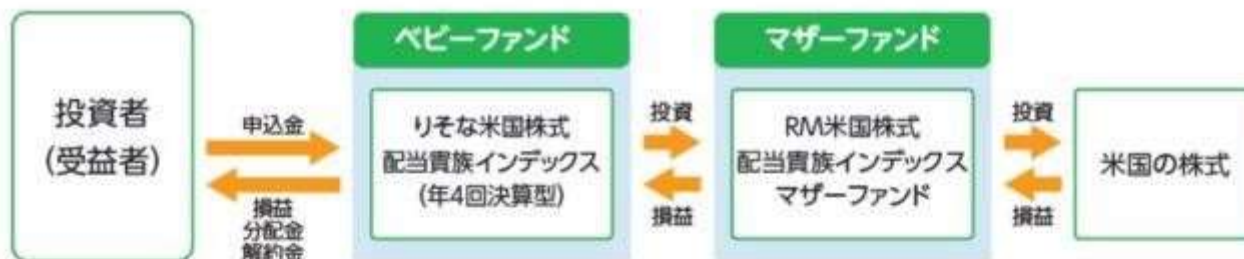 ベビーファンド
マザーファンド
投資者
(受益者)
申込金
損益
分配金
解約金
りそな米国株式
配当貴族インデックス
(年4回決算型)
投資
損益
RM米国株式
配当貴族インデックス
マザーファンド
投資
損益
米国の株式